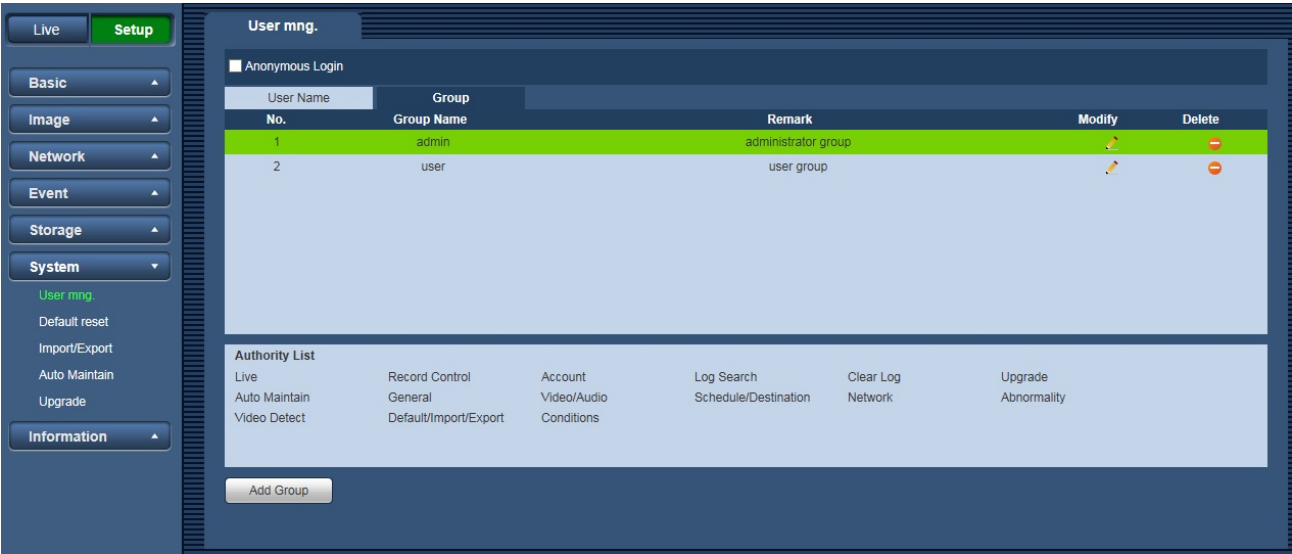 Live Setup
Basic
Image
Network
Event
Storage
System
User mng.
Default reset
Import/Export
Auto Maintain
Upgrade
Information
User mng.
Anonymous Login
User Name Group
No. Group Name Remark Modify Delete
1 admin administrator group
2 user user group
Authority List
Live Record Control Account Log Search Clear Log Upgrade
Auto Maintain General Video/Audio Schedule/Destination Network Abnormality
Video Detect Default/Import/Export Conditions
Add Group